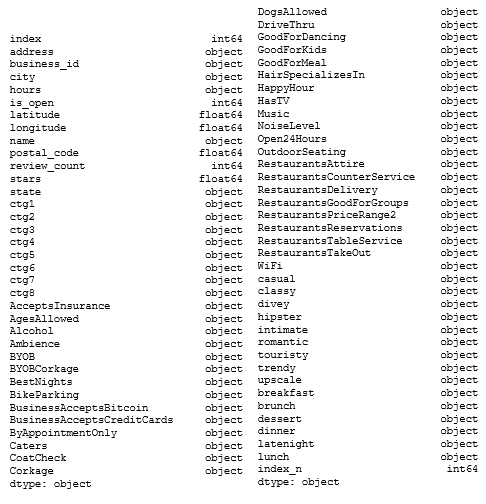 index int64
address object
business_id object
city object
hours object
is_open int64
latitude float64
longitude float64
name object
postal_code float64
review_count int64
stars float64
state object
ctg1 object
ctg2 object
ctg3 object
ctg4 object
ctg5 object
ctg6 object
ctg7 object
ctg8 object
AcceptsInsurance object
AgesAllowed object
Alcohol object
Ambience object
BYOB object
BYOBCorkage object
BestNights object
BikeParking object
BusinessAcceptsBitcoin object
BusinessAcceptsCreditCards object
ByAppointmentOnly object
Caters object
CoatCheck object
Corkage object
dtype: object
DogsAllowed object
DriveThru object
GoodForDancing object
GoodForKids object
GoodForMeal object
HairSpecializesIn object
HappyHour object
HasTV object
Music object
NoiseLevel object
Open24Hours object
OutdoorSeating object
RestaurantsAttire object
RestaurantsCounterService object
RestaurantsDelivery object
RestaurantsGoodForGroups object
RestaurantsPriceRange2 object
RestaurantsReservations object
RestaurantsTableService object
RestaurantsTakeOut object
WiFi object
casual object
classy object
divey object
hipster object
intimate object
romantic object
touristy object
trendy object
upscale object
breakfast object
brunch object
dessert object
dinner object
latenight object
lunch object
index_n int64
dtype: object